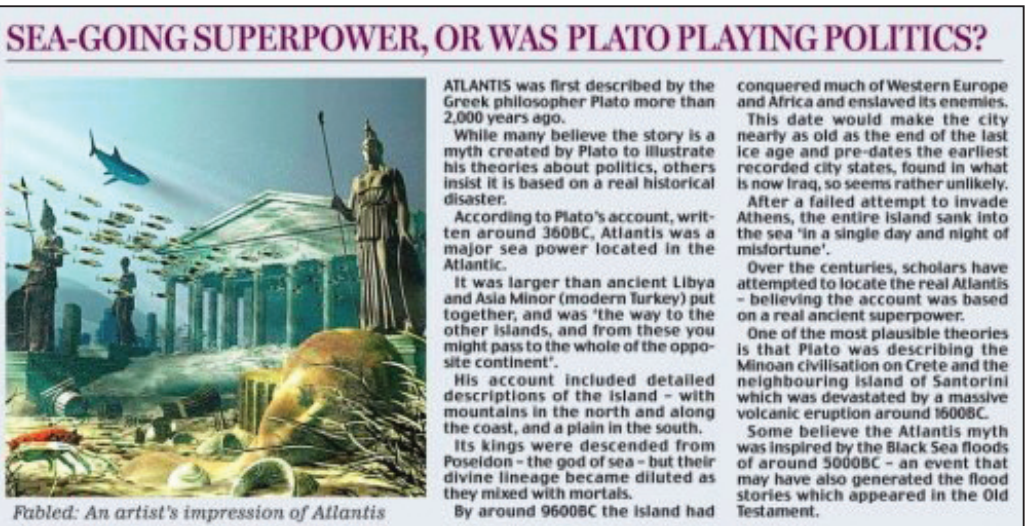 SEA-GOING SUPERPOWER, OR WAS PLATO PLAYING POLITICS?
ATLANTIS was first described by the
Greek philosopher Plato more than
2,000 years ago.
While many believe the story is a
myth created by Plato to illustrate
his theories about politics, others
insist it is based on a real historical
disaster.
According to Plato's account, writ-
ten around 360BC, Atlantis was a
major sea power located in the
Atlantic.
It was larger than ancient Libya
and Asia Minor (modern Turkey) put
together, and was 'the way to the
other islands, and from these you
might pass to the whole of the oppo-
site continent'.
His account included detailed
descriptions of the island – with
mountains in the north and along
the coast, and a plain in the south.
Its kings were descended from
Poseidon – the god of sea – but their
divine lineage became diluted as
they mixed with mortals.
By around 9600BC the island had
conquered much of Western Europe
and Africa and enslaved its enemies.
This date would make the city
nearly as old as the end of the last
ice age and pre-dates the earliest
recorded city states, found in what
is now Iraq, so seems rather unlikely.
After a failed attempt to invade
Athens, the entire island sank into
the sea 'in a single day and night of
misfortune'.
Over the centuries, scholars have
attempted to locate the real Atlantis
– believing the account was based
on a real ancient superpower.
One of the most plausible theories
is that Plato was describing the
Minoan civilisation on Crete and the
neighbouring island of Santorini
which was devastated by a massive
volcanic eruption around 1600BC.
Some believe the Atlantis myth
was inspired by the Black Sea floods
of around 5000BC – an event that
may have also generated the flood
stories which appeared in the Old
Testament.
Fabled: An artist's impression of Atlantis